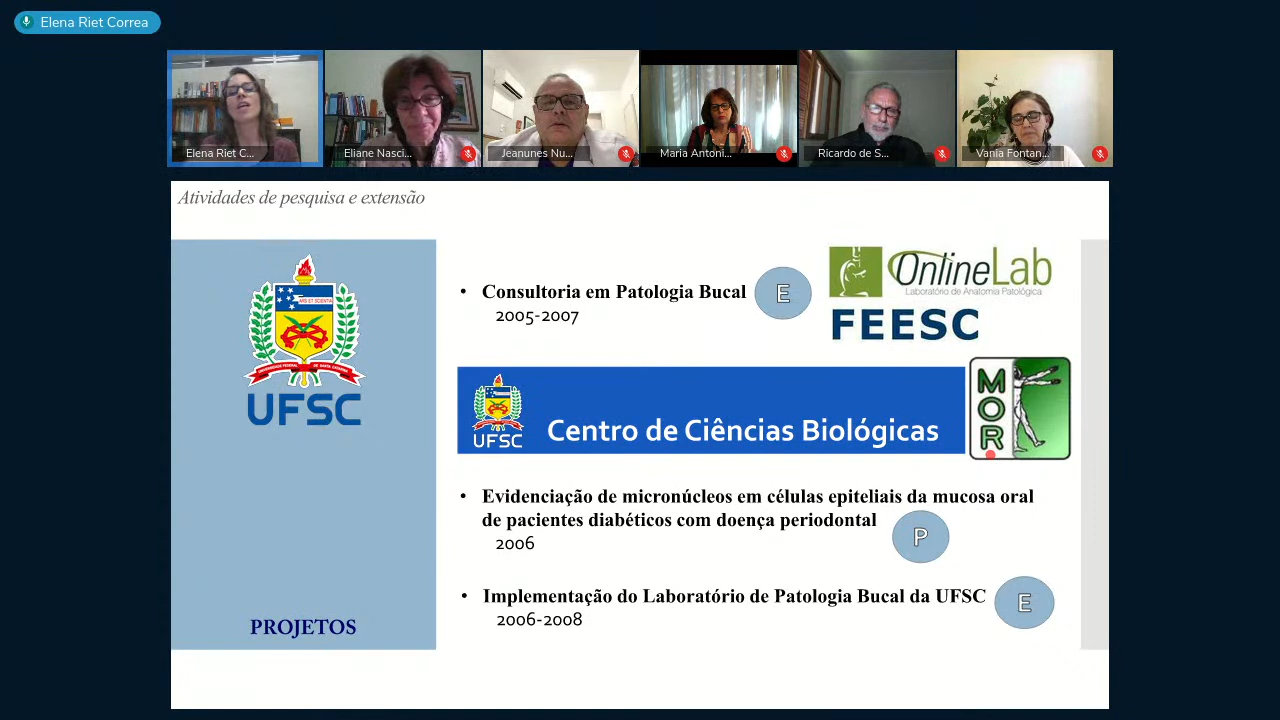 Elena Riet Correa
Elena Riet C...
Eliane Nasci...
Jeanunes Nu...
Maria Antoni...
Ricardo de S...
Vania Fontan...
Atividades de pesquisa e extensão
UFSC
PROJETOS
• Consultoria em Patologia Bucal
2005-2007
E
OnlineLab
Laboratório de Anatomia Patológica
FEESC
UFSC
Centro de Ciências Biológicas
MOR
• Evidenciação de micronúcleos em células epiteliais da mucosa oral
de pacientes diabéticos com doença periodontal
2006
P
• Implementação do Laboratório de Patologia Bucal da UFSC
2006-2008
E